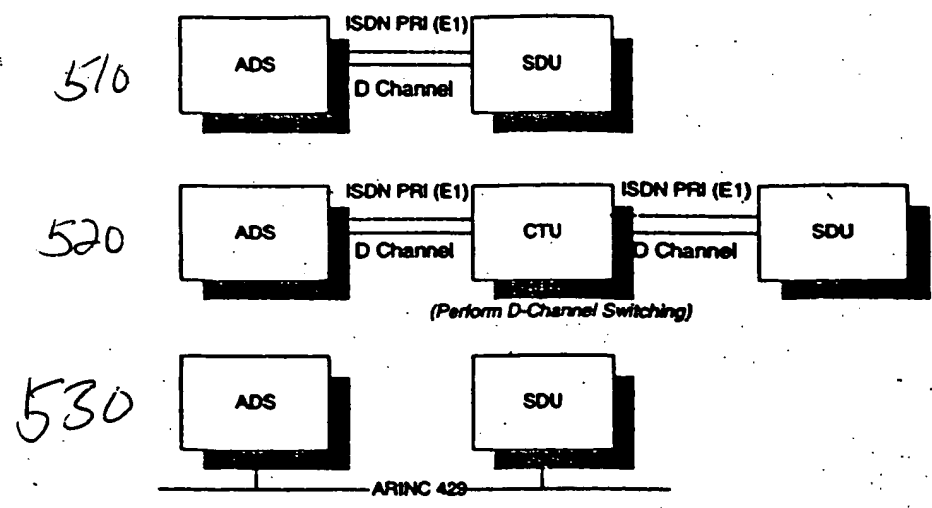 ISDN PRI (E1)
510
ADS
SDU
D Channel
ISDN PRI (E1)
ISDN PRI (E1)
520
ADS
CTU
SDU
D Channel
D Channel
(Perform D-Channel Switching)
530
ADS
SDU
ARINC 429